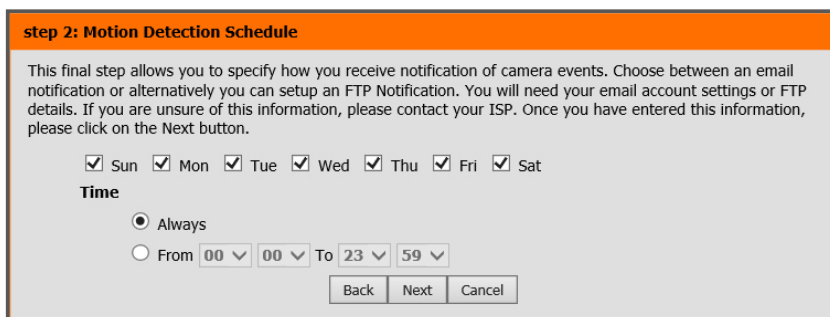 step 2: Motion Detection Schedule
This final step allows you to specify how you receive notification of camera events. Choose between an email
notification or alternatively you can setup an FTP Notification. You will need your email account settings or FTP
details. If you are unsure of this information, please contact your ISP. Once you have entered this information,
please click on the Next button.
Sun Mon Tue Wed Thu Fri Sat
Time
Always
From 00 00 To 23 59
Back Next Cancel